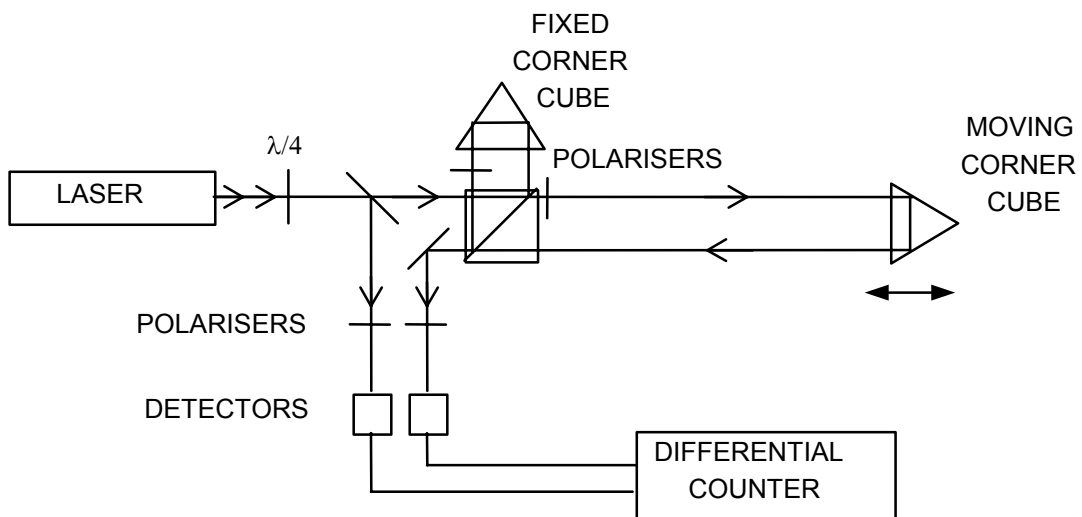 FIXED
CORNER
CUBE
MOVING
CORNER
CUBE
λ/4
POLARISERS
LASER
POLARISERS
DETECTORS
DIFFERENTIAL
COUNTER